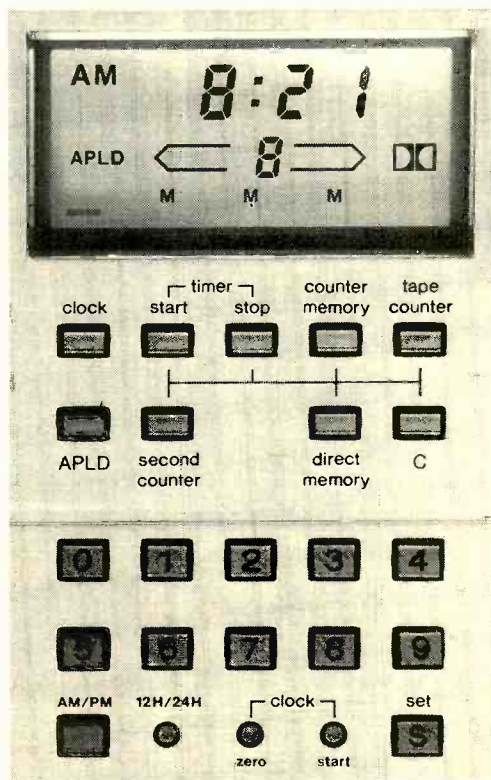 AM 8:21
APLD 8
M M M
timer
clock start stop counter memory tape counter
APLD second counter direct memory C
0 1 2 3 4
5 6 7 8 9
AM/PM 12H/24H clock set
S
zero start